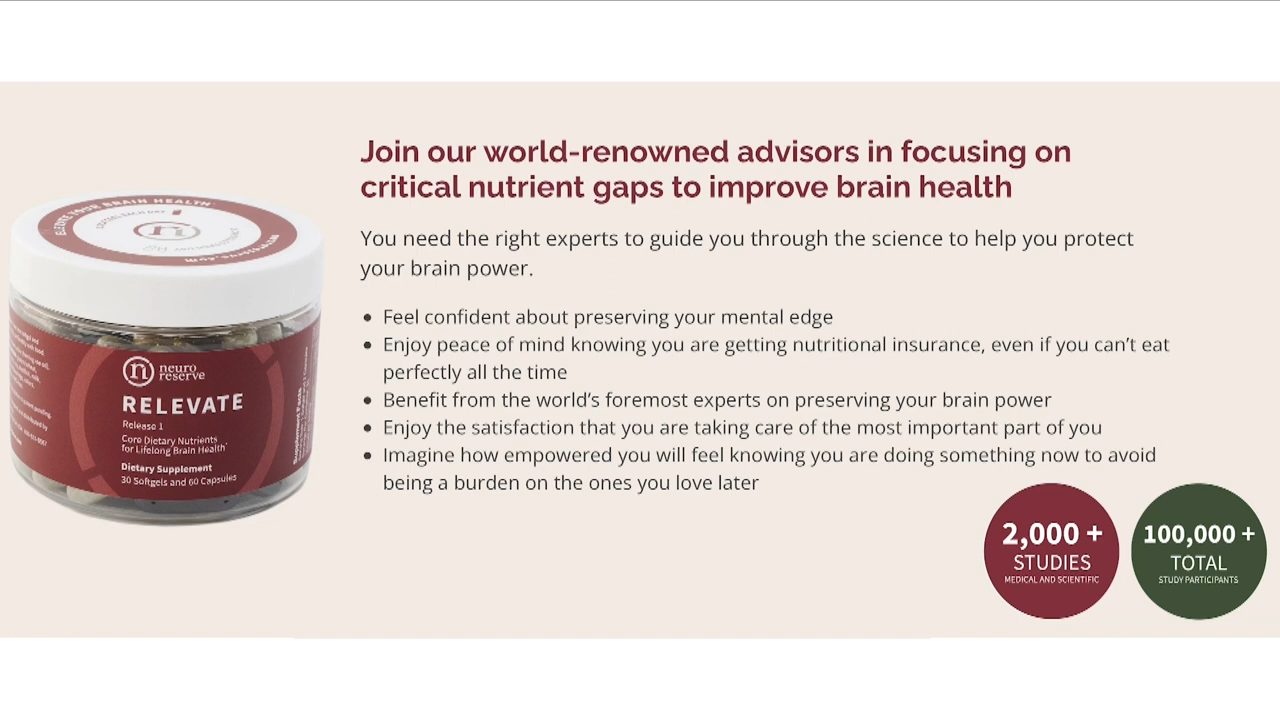 Join our world-renowned advisors in focusing on
critical nutrient gaps to improve brain health
You need the right experts to guide you through the science to help you protect
your brain power.
• Feel confident about preserving your mental edge
• Enjoy peace of mind knowing you are getting nutritional insurance, even if you can’t eat
perfectly all the time
• Benefit from the world’s foremost experts on preserving your brain power
• Enjoy the satisfaction that you are taking care of the most important part of you
• Imagine how empowered you will feel knowing you are doing something now to avoid
being a burden on the ones you love later
ELEVATE YOUR BRAIN HEALTH
n
neuro
reserve
RELEVATE
Release 1
Core Dietary Nutrients
for Lifelong Brain Health*
Dietary Supplement
30 Softgels and 60 Capsules
2,000 +
STUDIES
MEDICAL AND SCIENTIFIC
100,000 +
TOTAL
STUDY PARTICIPANTS